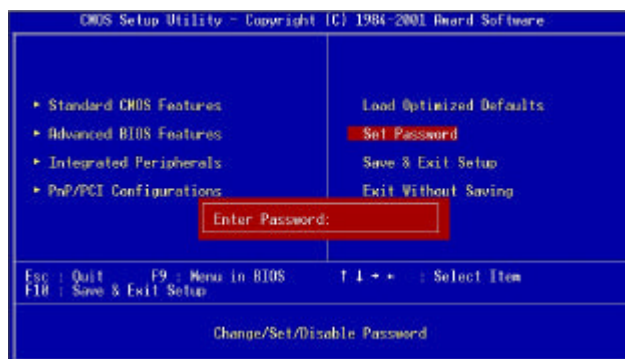 CMOS Setup Utility - Copyright (C) 1984-2001 Award Software
▸ Standard CMOS Features
▸ Advanced BIOS Features
▸ Integrated Peripherals
▸ PnP/PCI Configurations
Load Optimized Defaults
Set Password
Save & Exit Setup
Exit Without Saving
Enter Password:
Esc : Quit F9 : Menu in BIOS ↑ ↓ → ← : Select Item
F10 : Save & Exit Setup
Change/Set/Disable Password